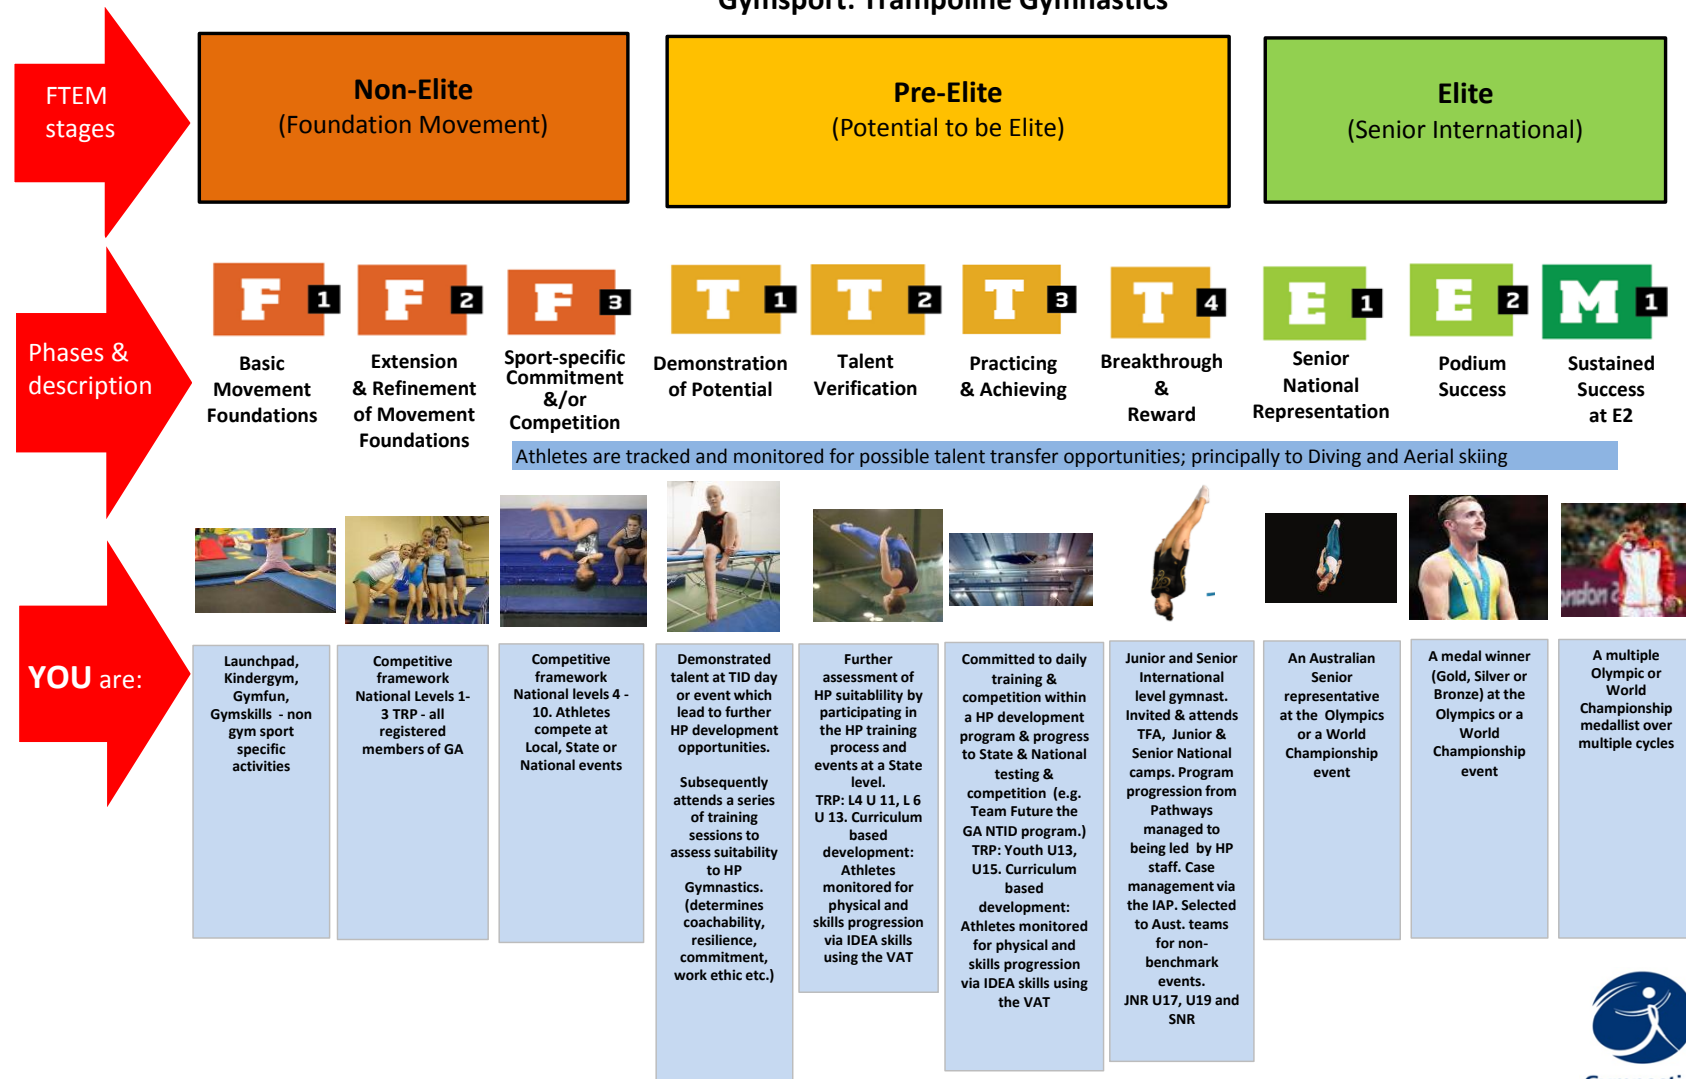 Gymsport: Trampoline Gymnastics
FTEM
stages
Non-Elite
(Foundation Movement)
Pre-Elite
(Potential to be Elite)
Elite
(Senior International)
Phases &
description
F 1
Basic
Movement
Foundations
F 2
Extension
& Refinement
of Movement
Foundations
F 3
Sport-specific
Commitment
&/or
Competition
T 1
Demonstration
of Potential
T 2
Talent
Verification
T 3
Practicing
& Achieving
T 4
Breakthrough
&
Reward
E 1
Senior
National
Representation
E 2
Podium
Success
M 1
Sustained
Success
at E2
Athletes are tracked and monitored for possible talent transfer opportunities; principally to Diving and Aerial skiing
YOU are:
Launchpad,
Kindergym,
Gymfun,
Gymskills - non
gym sport
specific
activities
Competitive
framework
National Levels 1-
3 TRP - all
registered
members of GA
Competitive
framework
National levels 4 -
10. Athletes
compete at
Local, State or
National events
Demonstrated
talent at TID day
or event which
lead to further
HP development
opportunities.
Subsequently
attends a series
of training
sessions to
assess suitability
to HP
Gymnastics.
(determines
coachability,
resilience,
commitment,
work ethic etc.)
Further
assessment of
HP suitablility by
participating in
the HP training
process and
events at a State
level.
TRP: L4 U 11, L 6
U 13. Curriculum
based
development:
Athletes
monitored for
physical and
skills progression
via IDEA skills
using the VAT
Committed to daily
training &
competition within
a HP development
program & progress
to State & National
testing &
competition (e.g.
Team Future the
GA NTID program.)
TRP: Youth U13,
U15. Curriculum
based
development:
Athletes monitored
for physical and
skills progression
via IDEA skills using
the VAT
Junior and Senior
International
level gymnast.
Invited & attends
TFA, Junior &
Senior National
camps. Program
progression from
Pathways
managed to
being led by HP
staff. Case
management via
the IAP. Selected
to Aust. teams
for non-
benchmark
events.
JNR U17, U19 and
SNR
An Australian
Senior
representative
at the Olympics
or a World
Championship
event
A medal winner
(Gold, Silver or
Bronze) at the
Olympics or a
World
Championship
event
A multiple
Olympic or
World
Championship
medallist over
multiple cycles